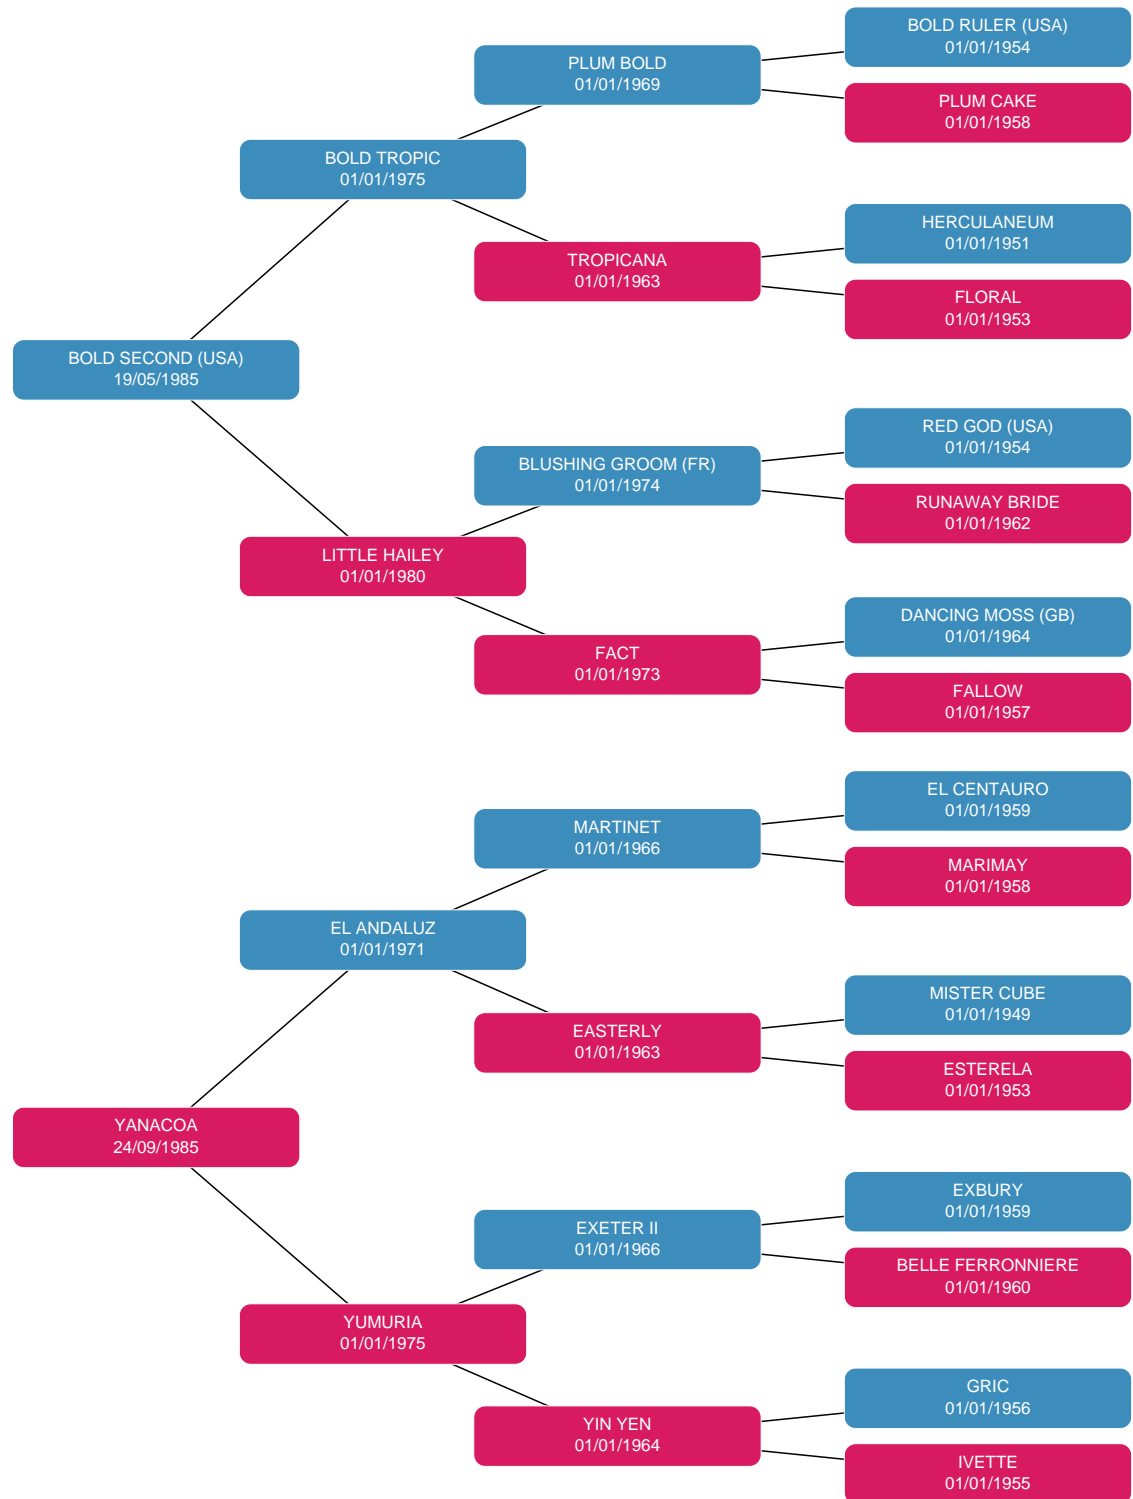 BOLD RULER (USA)
01/01/1954
PLUM BOLD
01/01/1969
PLUM CAKE
01/01/1958
BOLD TROPIC
01/01/1975
HERCULANEUM
01/01/1951
TROPICANA
01/01/1963
FLORAL
01/01/1953
BOLD SECOND (USA)
19/05/1985
RED GOD (USA)
01/01/1954
BLUSHING GROOM (FR)
01/01/1974
RUNAWAY BRIDE
01/01/1962
LITTLE HAILEY
01/01/1980
DANCING MOSS (GB)
01/01/1964
FACT
01/01/1973
FALLOW
01/01/1957
EL CENTAURO
01/01/1959
MARTINET
01/01/1966
MARIMAY
01/01/1958
EL ANDALUZ
01/01/1971
MISTER CUBE
01/01/1949
EASTERLY
01/01/1963
ESTERELA
01/01/1953
YANACOA
24/09/1985
EXBURY
01/01/1959
EXETER II
01/01/1966
BELLE FERRONNIERE
01/01/1960
YUMURIA
01/01/1975
GRIC
01/01/1956
YIN YEN
01/01/1964
IVETTE
01/01/1955